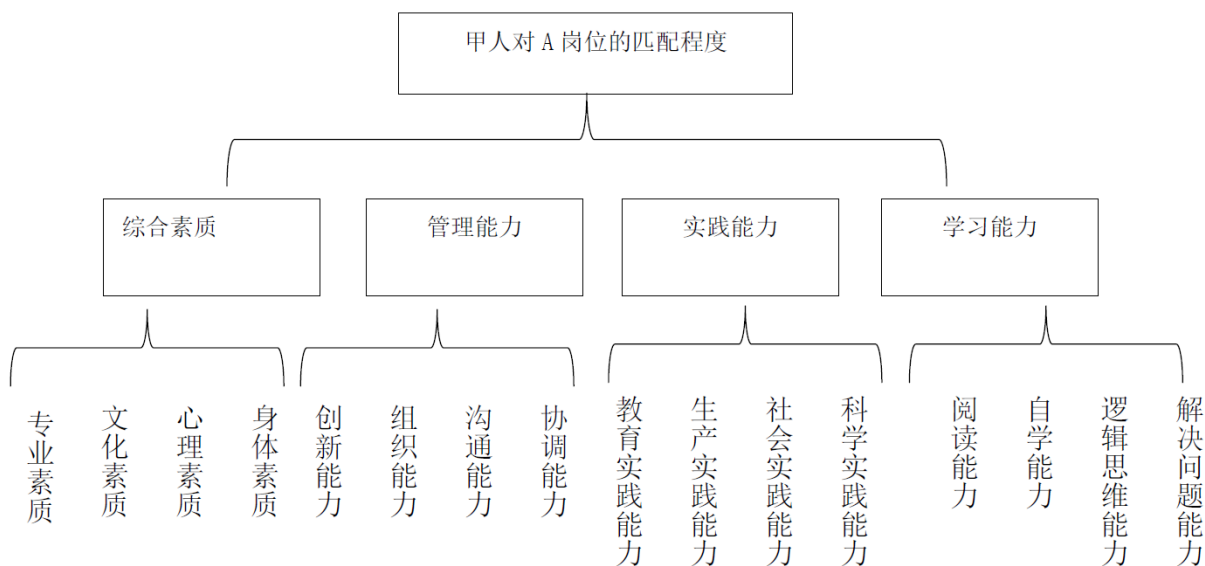 甲人对 A 岗位的匹配程度
综合素质
管理能力
实践能力
学习能力
专业素质
文化素质
心理素质
身体素质
创新能力
组织能力
沟通能力
协调能力
教育实践能力
生产实践能力
社会实践能力
科学实践能力
阅读能力
自学能力
逻辑思维能力
解决问题能力